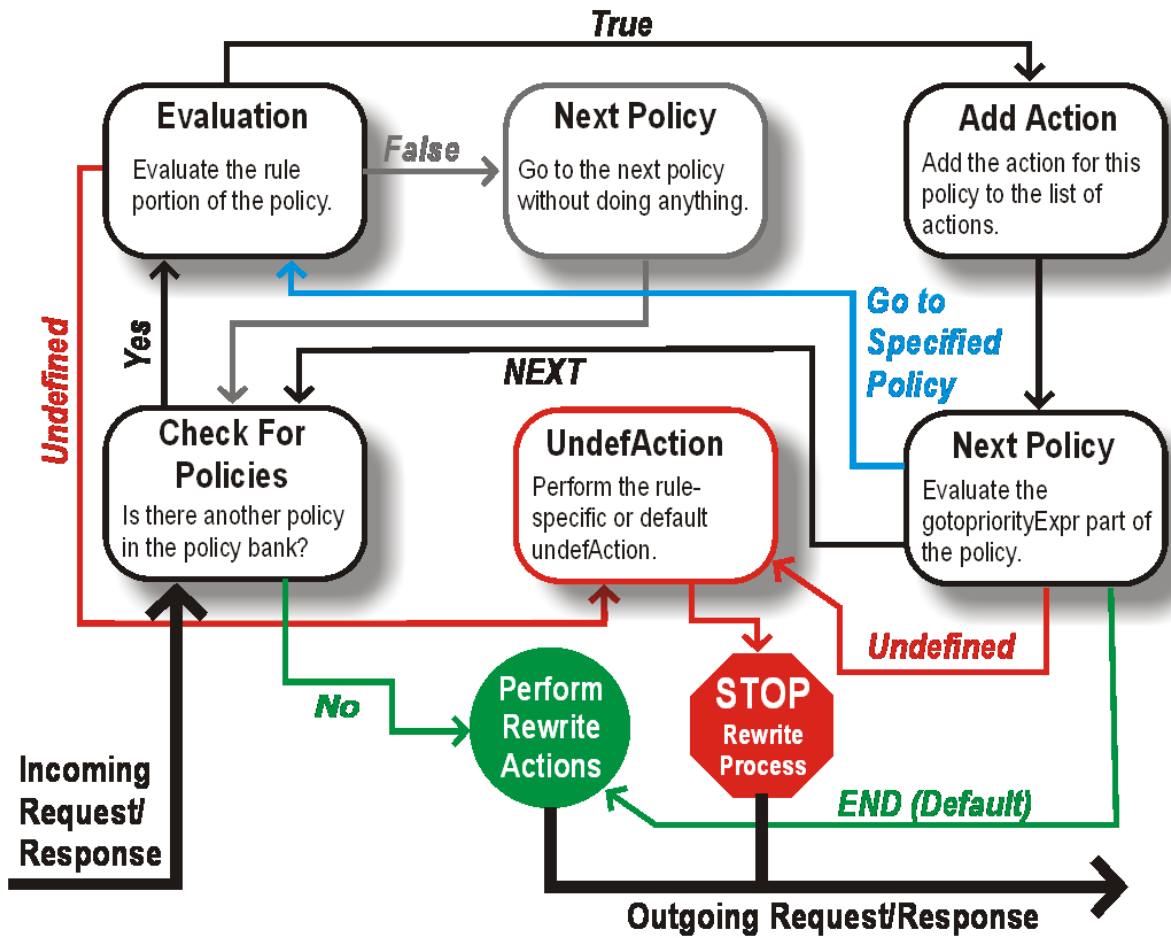 True
Evaluation
Evaluate the rule
portion of the policy.
False
Next Policy
Go to the next policy
without doing anything.
Add Action
Add the action for this
policy to the list of
actions.
Undefined
Yes
Go to
Specified
Policy
NEXT
Check For
Policies
Is there another policy
in the policy bank?
UndefAction
Perform the rule-
specific or default
undefAction.
Next Policy
Evaluate the
gotopriorityExpr part of
the policy.
Undefined
No
Perform
Rewrite
Actions
STOP
Rewrite
Process
END (Default)
Incoming
Request/
Response
Outgoing Request/Response